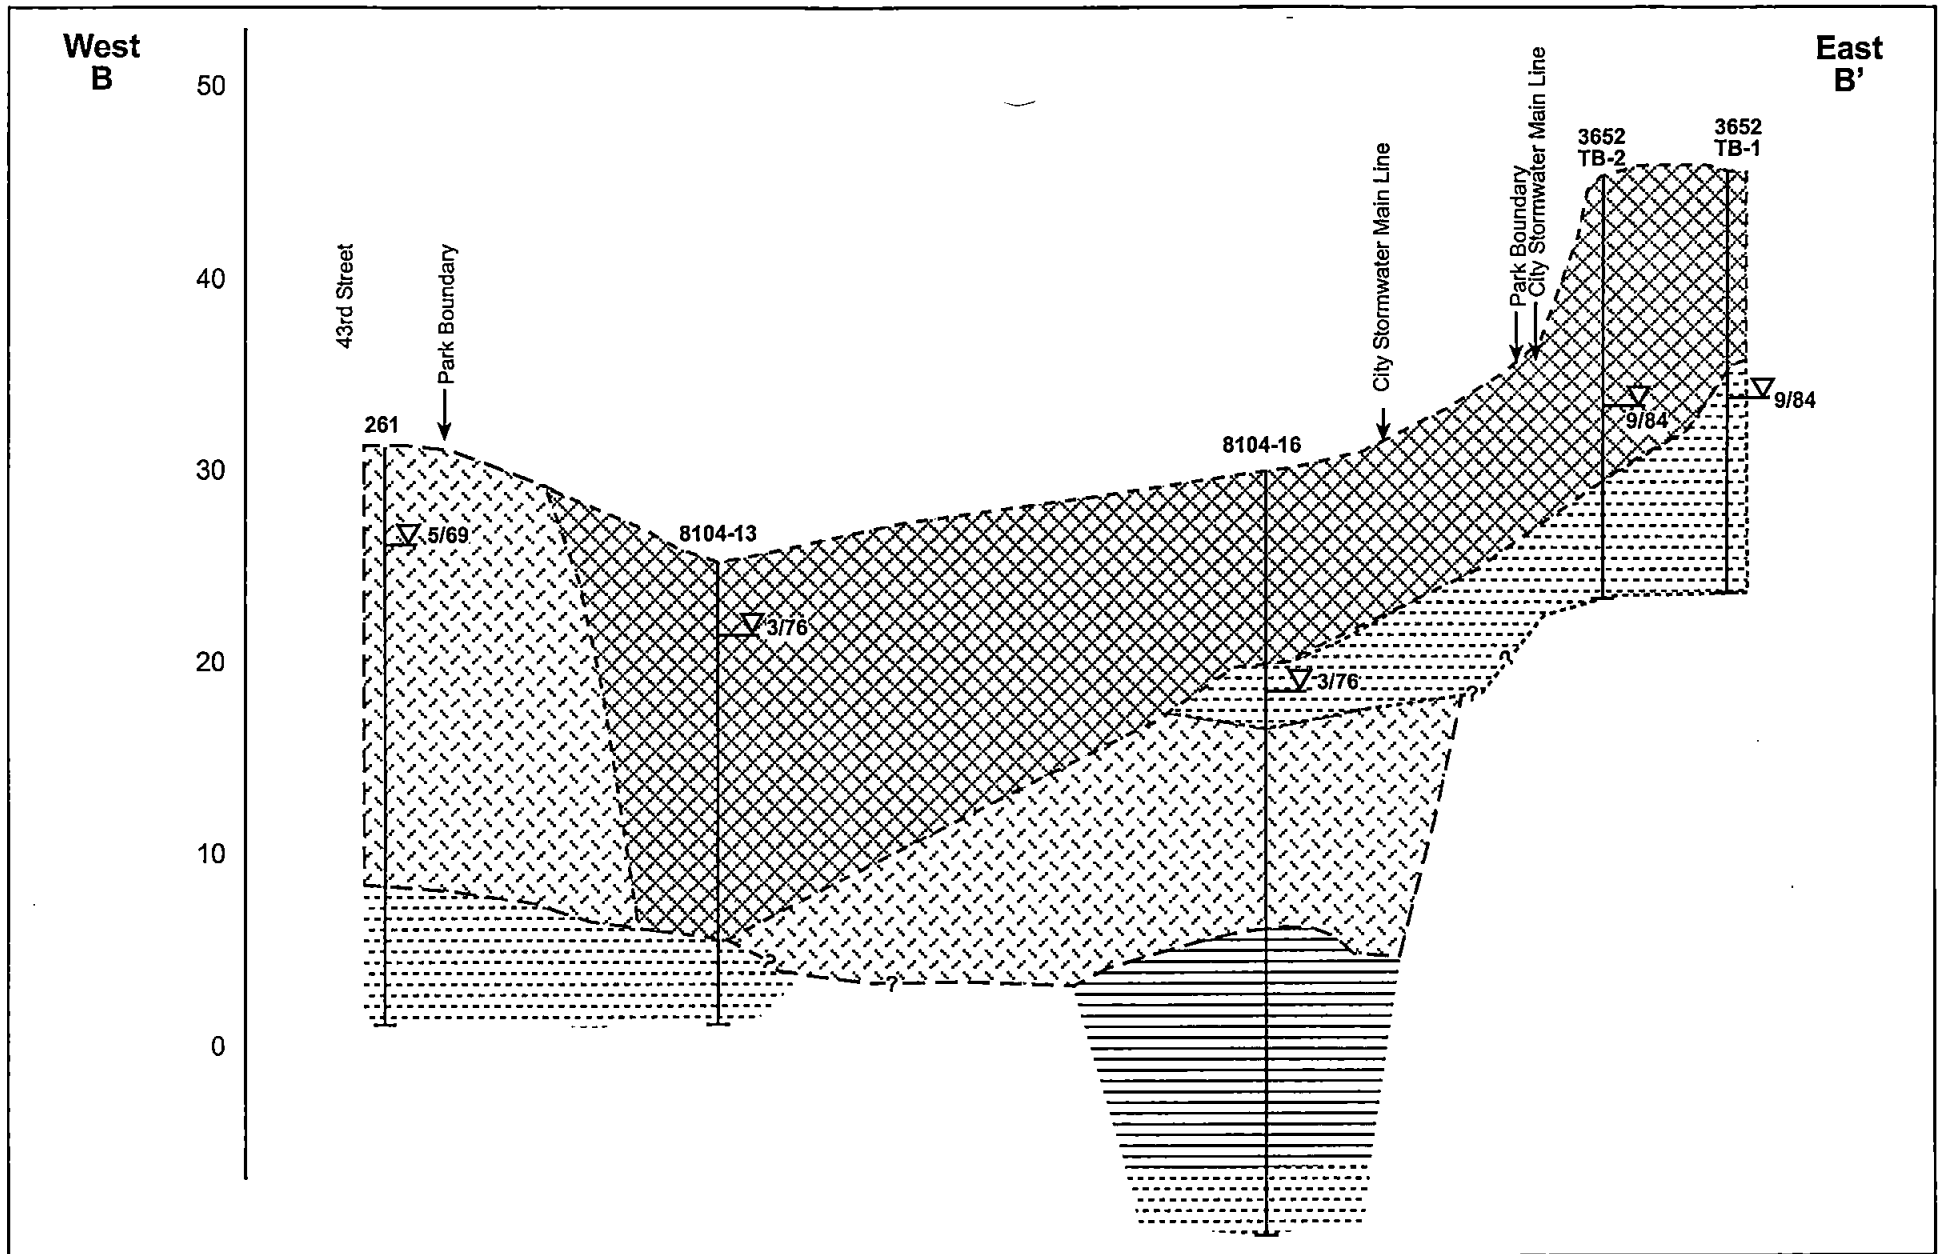 West
B
East
B'
50
40
30
20
10
0
43rd Street
Park Boundary
City Stormwater Main Line
Park Boundary
City Stormwater Main Line
3652
TB-2
3652
TB-1
261
8104-13
8104-16
5/69
3/76
3/76
9/84
9/84
?
?
?
?